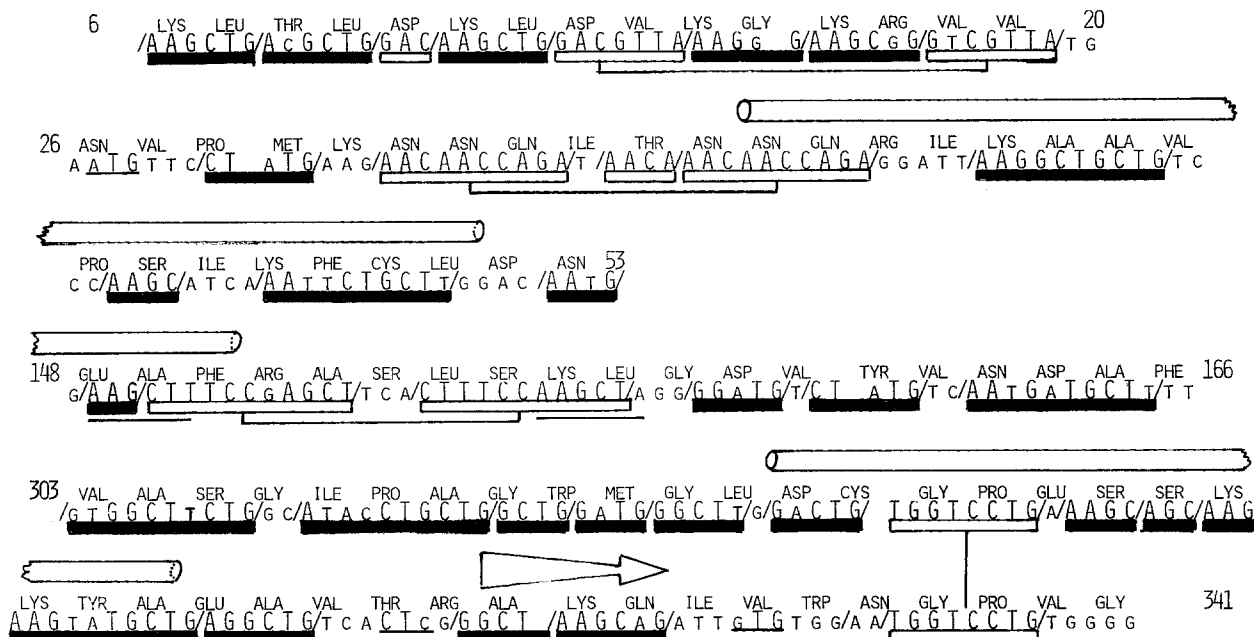 6 LYS LEU THR LEU ASP LYS LEU ASP VAL LYS GLY LYS ARG VAL VAL 20
/AAGCTG/ACGCTG/GAC/AAGCTG/GACGTTA/AAGG G/AAGCGG/GTCGTTA/TG
26 ASN VAL PRO MET LYS ASN ASN GLN ILE THR ASN ASN GLN ARG ILE LYS ALA ALA VAL
AATGTTC/CT ATG/AAG/AACAACCAGA/T/AACA/AACAACCAGA/GGATT/AAGGCTGCTG/TC
PRO SER ILE LYS PHE CYS LEU ASP ASN 53
CC/AAGC/ATCA/AATTCTGCTT/GGAC/AATG/
148 GLU ALA PHE ARG ALA SER LEU SER LYS LEU GLY ASP VAL TYR VAL ASN ASP ALA PHE 166
G/AAG/CTTTCCGAGCT/TCA/CTTTCCAAGCT/AGG/GGATG/T/CT ATG/TC/AATGATGCTT/TT
303 VAL ALA SER GLY ILE PRO ALA GLY TRP MET GLY LEU ASP CYS GLY PRO GLU SER SER LYS
/GTGGCTTCTG/GC/ATACCTGCTG/GCTG/GATG/GGCTT/G/GACTG/ TGGTCCTG/A/AAGC/AGC/AAG
LYS TYR ALA GLU ALA VAL THR ARG ALA LYS GLN ILE VAL TRP ASN GLY PRO VAL GLY 341
AAGTATGCTG/AGGCTG/TCACTCG/GGCT/AAGCAG/ATTGTGTGG/AA/TGGTCCTG/TGGGG